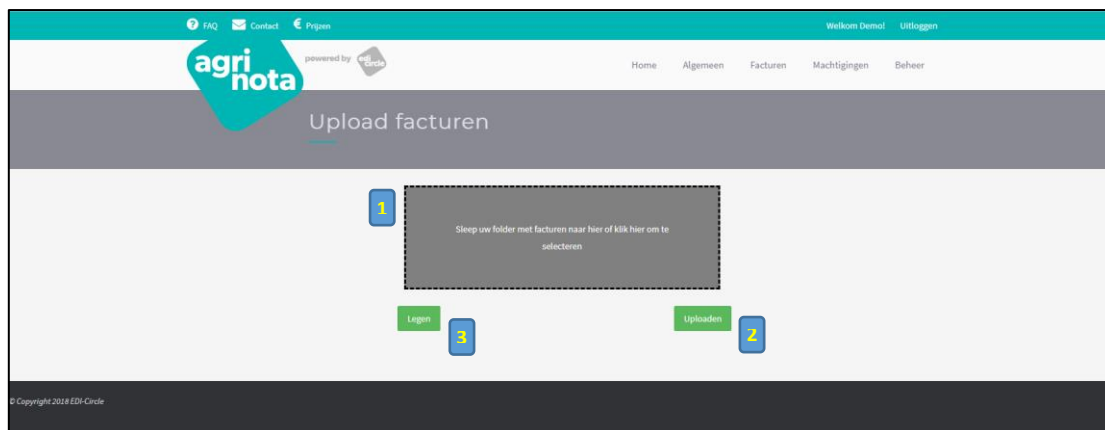 FAQ Contact Prijzen Welkom Demo! Uitloggen
agri nota
powered by edi circle
Home Algemeen Facturen Machtigingen Beheer
Upload facturen
1
Sleep uw folder met facturen naar hier of klik hier om te
selecteren
Legen
3
Uploaden
2
© Copyright 2018 EDI-Circle